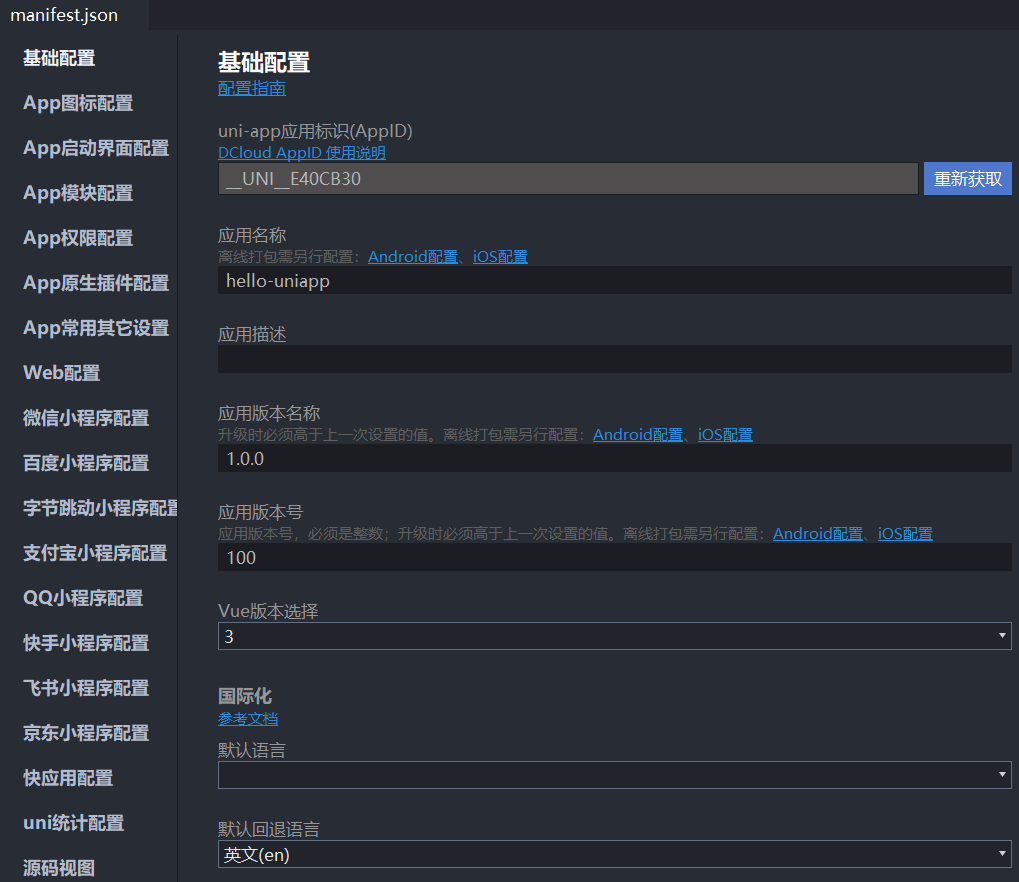 manifest.json
基础配置
App图标配置
App启动界面配置
App模块配置
App权限配置
App原生插件配置
App常用其它设置
Web配置
微信小程序配置
百度小程序配置
字节跳动小程序配置
支付宝小程序配置
QQ小程序配置
快手小程序配置
飞书小程序配置
京东小程序配置
快应用配置
uni统计配置
源码视图
基础配置
配置指南
uni-app应用标识(AppID)
DCloud AppID 使用说明
__UNI__E40CB30
重新获取
应用名称
离线打包需另行配置：Android配置、iOS配置
hello-uniapp
应用描述
应用版本名称
升级时必须高于上一次设置的值。离线打包需另行配置：Android配置、iOS配置
1.0.0
应用版本号
应用版本号，必须是整数；升级时必须高于上一次设置的值。离线打包需另行配置：Android配置、iOS配置
100
Vue版本选择
3
国际化
参考文档
默认语言
默认回退语言
英文(en)